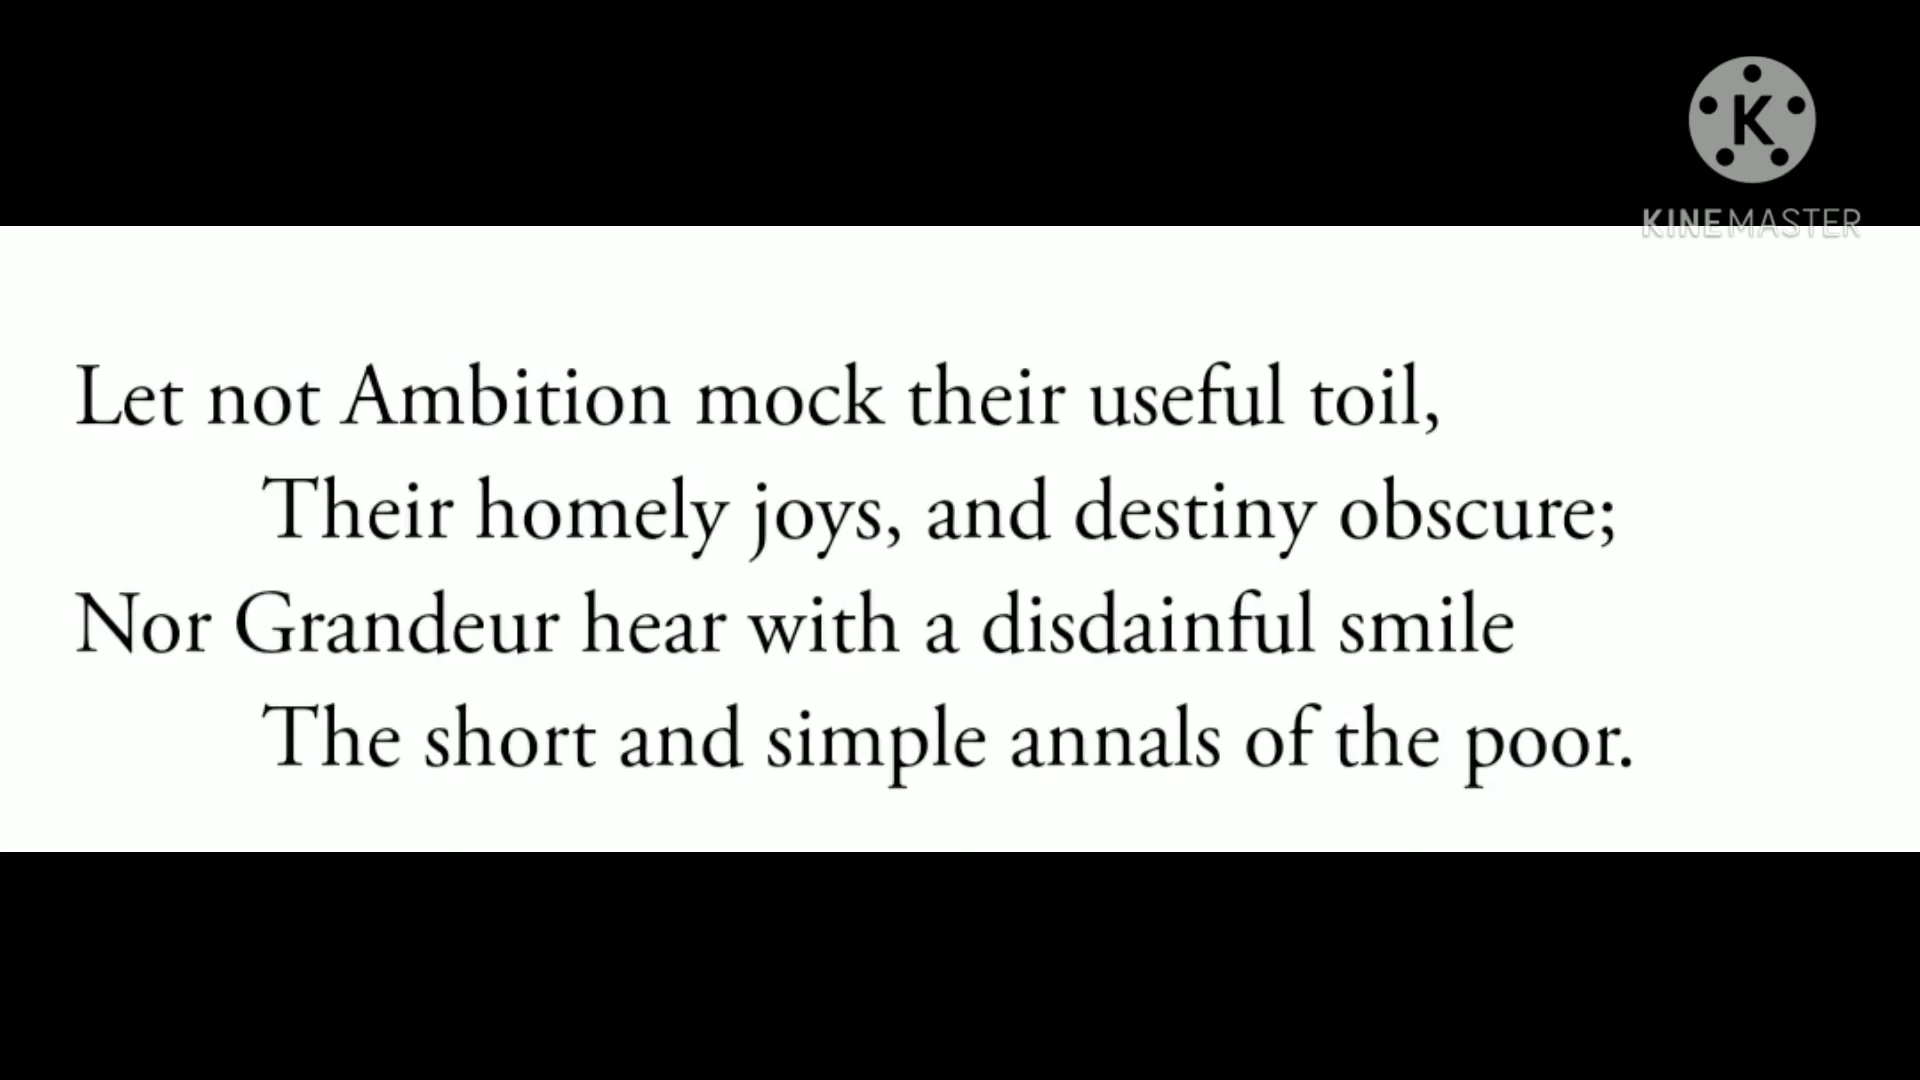 K
KINEMASTER
Let not Ambition mock their useful toil,
Their homely joys, and destiny obscure;
Nor Grandeur hear with a disdainful smile
The short and simple annals of the poor.